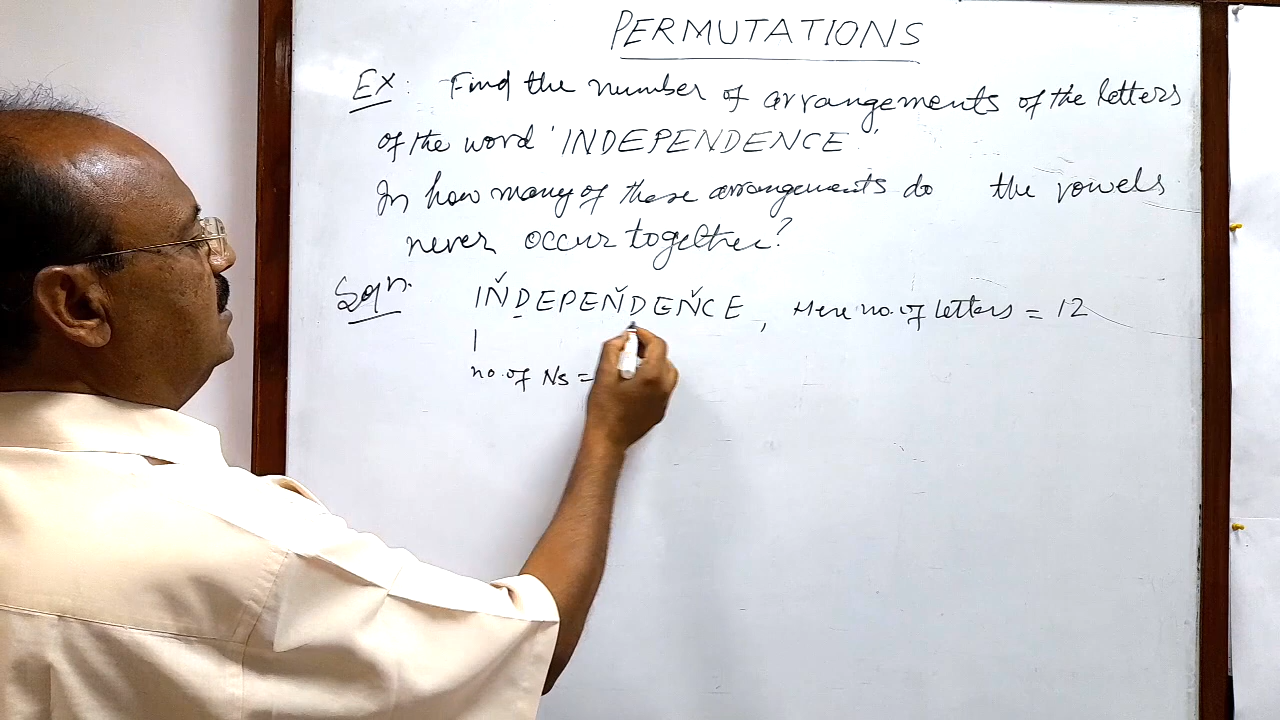 PERMUTATIONS
Ex: Find the number of arrangements of the letters
of the word 'INDEPENDENCE'.
In how many of these arrangements do the vowels
never occur together?
Soln. INDEPENDENCE, Here no. of letters = 12
no. of Ns =